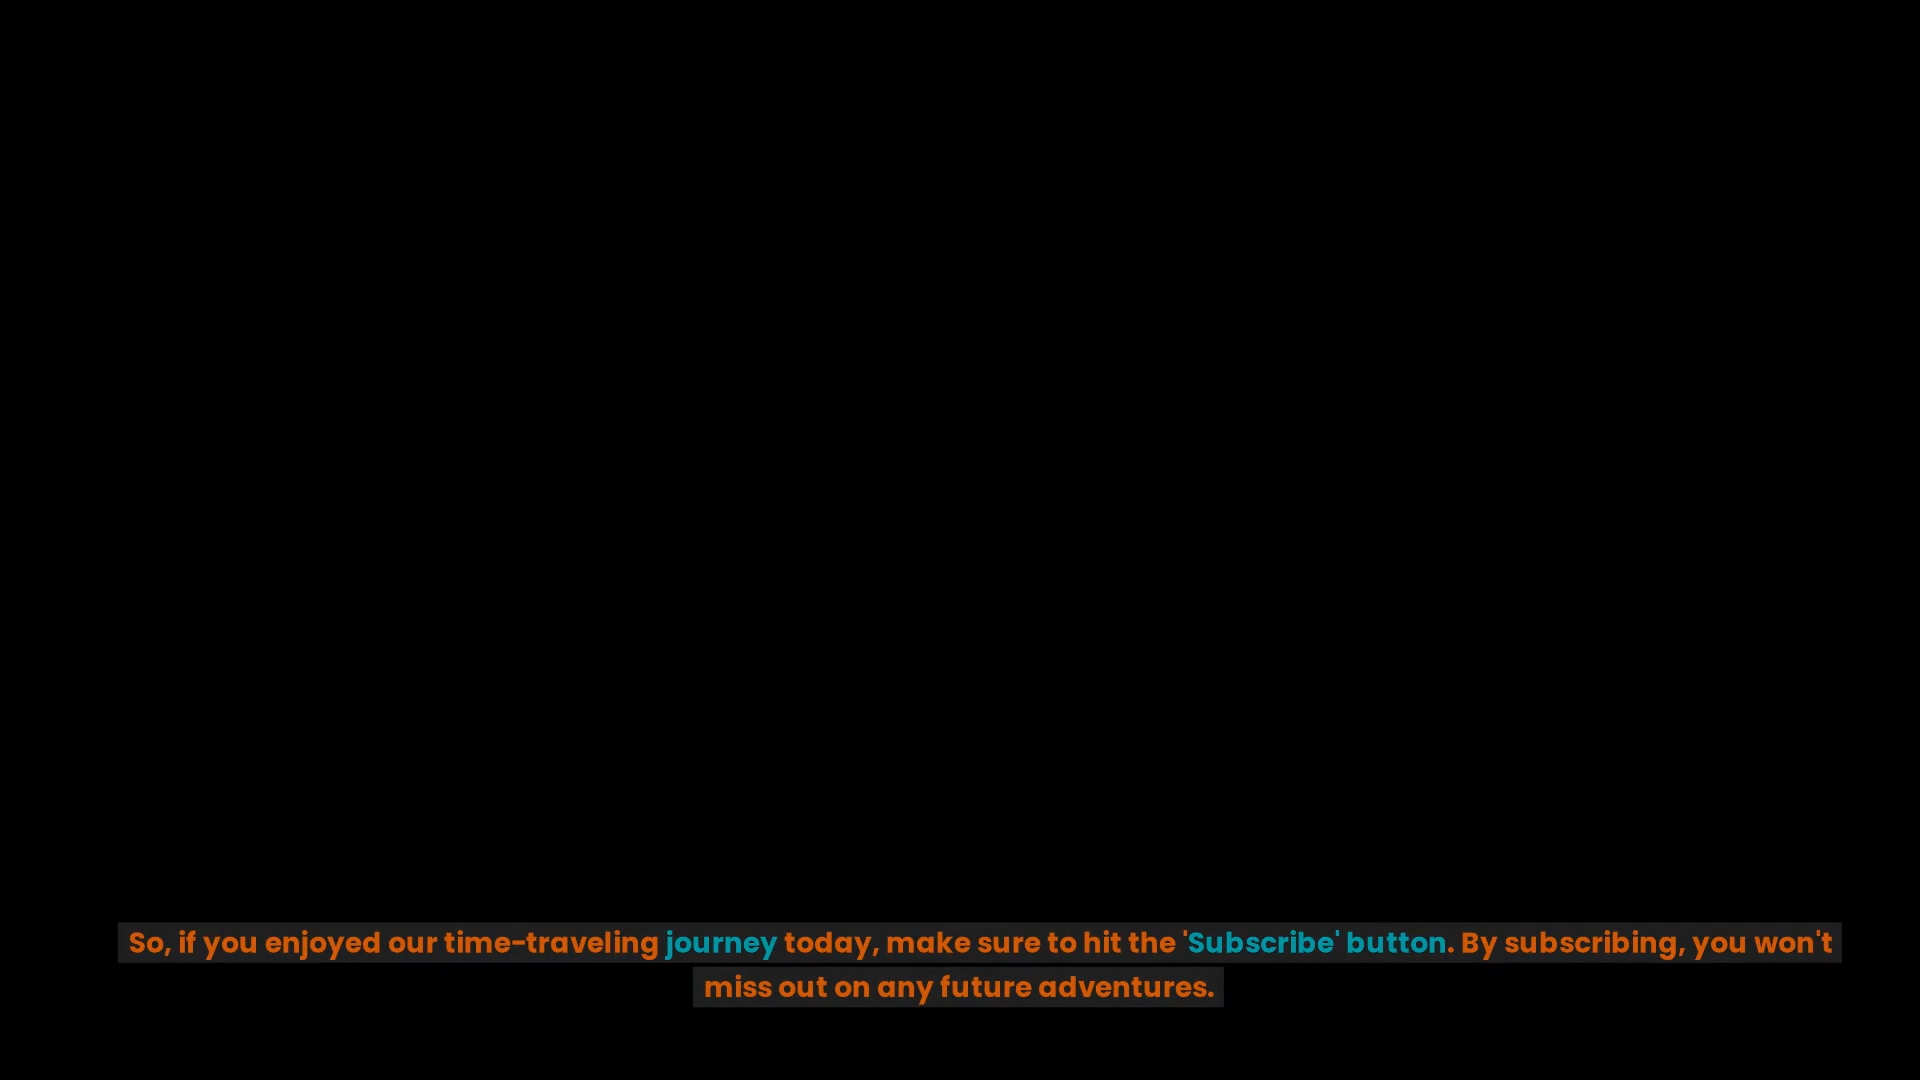 So, if you enjoyed our time-traveling journey today, make sure to hit the 'Subscribe' button. By subscribing, you won't
miss out on any future adventures.